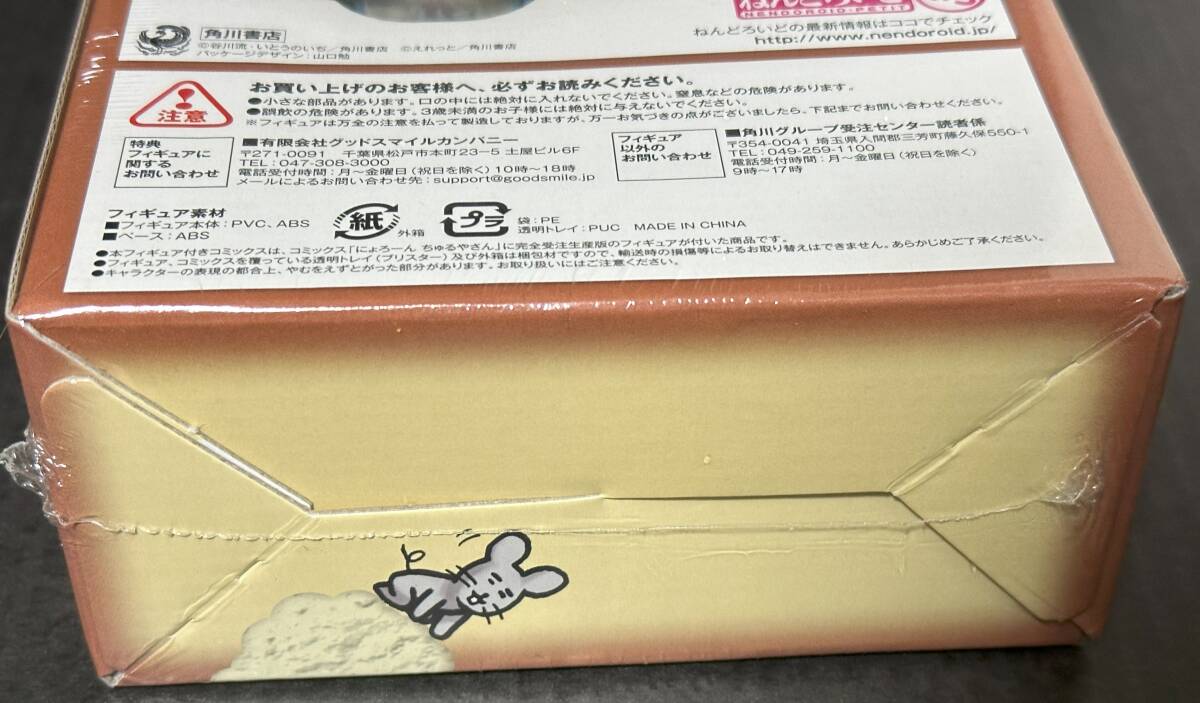 NENDOROID・PETIT
ねんどろいどの最新情報はココでチェック
http://www.nendoroid.jp/
角川書店
©谷川流・いとうのいぢ／角川書店 ©えれっと／角川書店
パッケージデザイン：山口勉
注意
お買い上げのお客様へ、必ずお読みください。
●小さな部品があります。口の中には絶対に入れないでください。窒息などの危険があります。
●誤飲の危険があります。3歳未満のお子様には絶対に与えないでください。
※フィギュアは万全の注意を払って製造しておりますが、万一お気づきの点がございましたら、下記までお問い合わせください。
特典
フィギュアに
関する
お問い合わせ
■有限会社グッドスマイルカンパニー
〒271-0091 千葉県松戸市本町23-5 土屋ビル6F
TEL：047-308-3000
電話受付時間：月〜金曜日（祝日を除く）10時〜18時
メールによるお問い合わせ先：support@goodsmile.jp
フィギュア
以外の
お問い合わせ
■角川グループ受注センター読者係
〒354-0041 埼玉県入間郡三芳町藤久保550-1
TEL：049-259-1100
電話受付時間：月〜金曜日（祝日を除く）
9時〜17時
フィギュア素材
■フィギュア本体：PVC、ABS
■ベース：ABS
紙
外箱
プラ
袋：PE
透明トレイ：PUC MADE IN CHINA
●本フィギュア付きコミックスは、コミックス「にょろーん ちゅるやさん」に完全受注生産版のフィギュアが付いた商品です。
●フィギュア、コミックスを覆っている透明トレイ（ブリスター）及び外箱は梱包材ですので、輸送時の損傷等によるお取り替えはできません。あらかじめご了承ください。
●キャラクターの表現の都合上、やむをえずとがった部分があります。お取り扱いにはご注意ください。